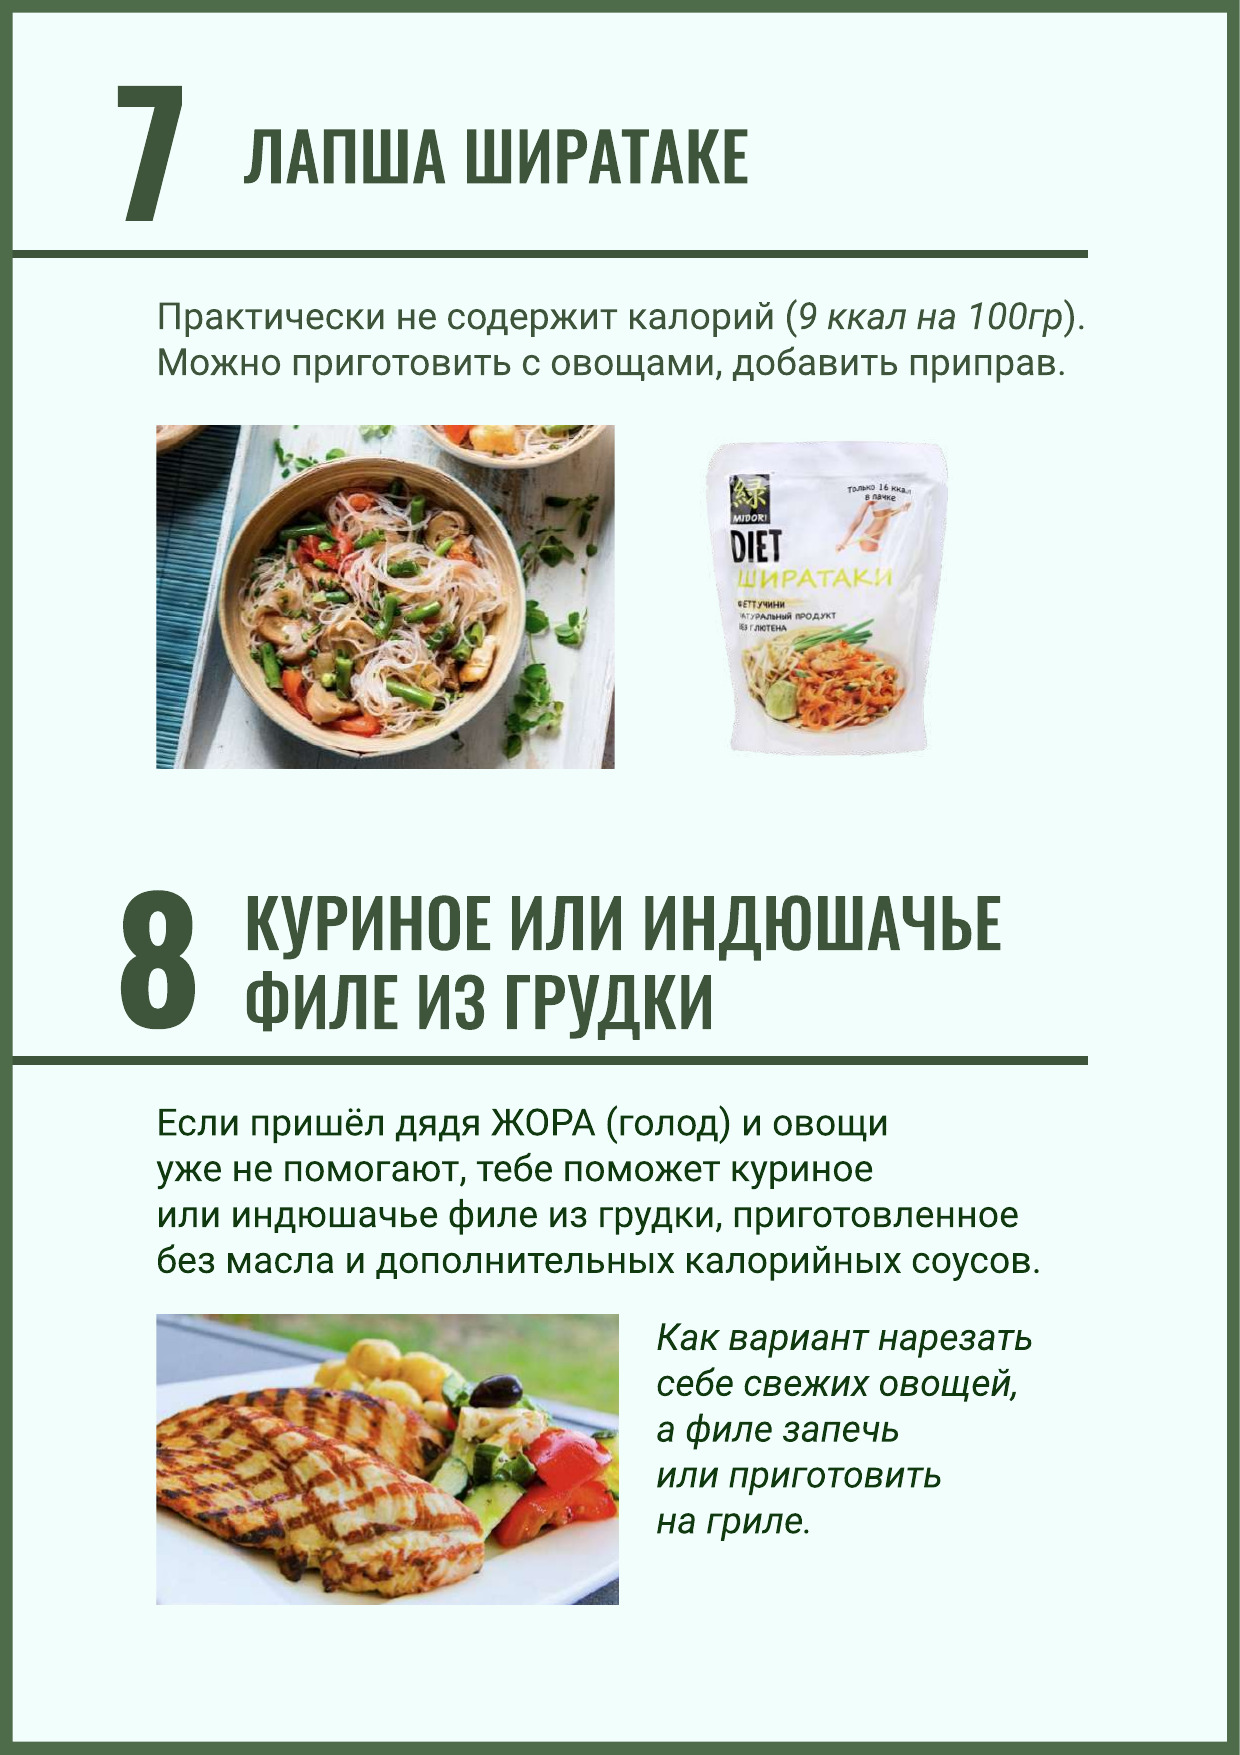 7
ЛАПША ШИРАТАКЕ
Практически не содержит калорий (9 ккал на 100гр).
Можно приготовить с овощами, добавить приправ.
緑
MIDORI
Только 16 ккал
в пачке
DIET
ШИРАТАКИ
ФЕТТУЧИНИ
НАТУРАЛЬНЫЙ ПРОДУКТ
БЕЗ ГЛЮТЕНА
8
КУРИНОЕ ИЛИ ИНДЮШАЧЬЕ
ФИЛЕ ИЗ ГРУДКИ
Если пришёл дядя ЖОРА (голод) и овощи
уже не помогают, тебе поможет куриное
или индюшачье филе из грудки, приготовленное
без масла и дополнительных калорийных соусов.
Как вариант нарезать
себе свежих овощей,
а филе запечь
или приготовить
на гриле.